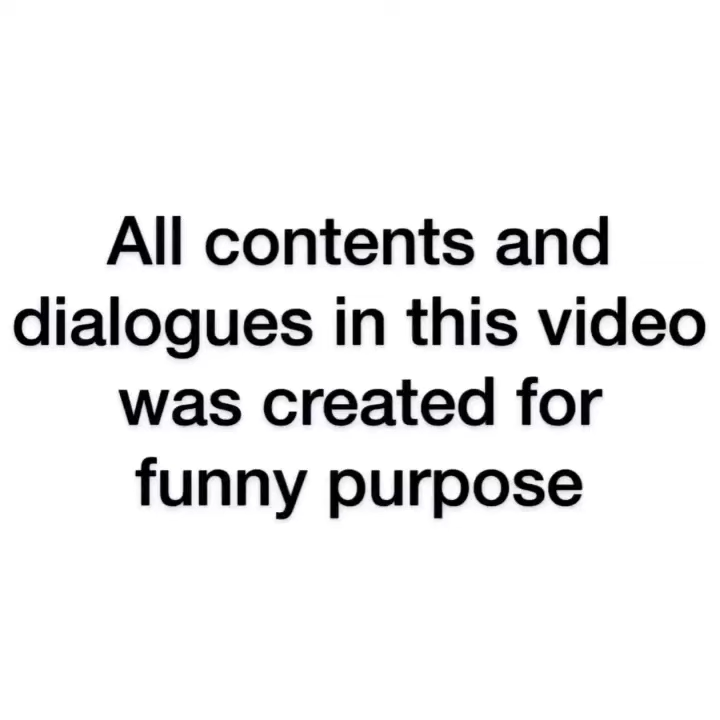 All contents and
dialogues in this video
was created for
funny purpose